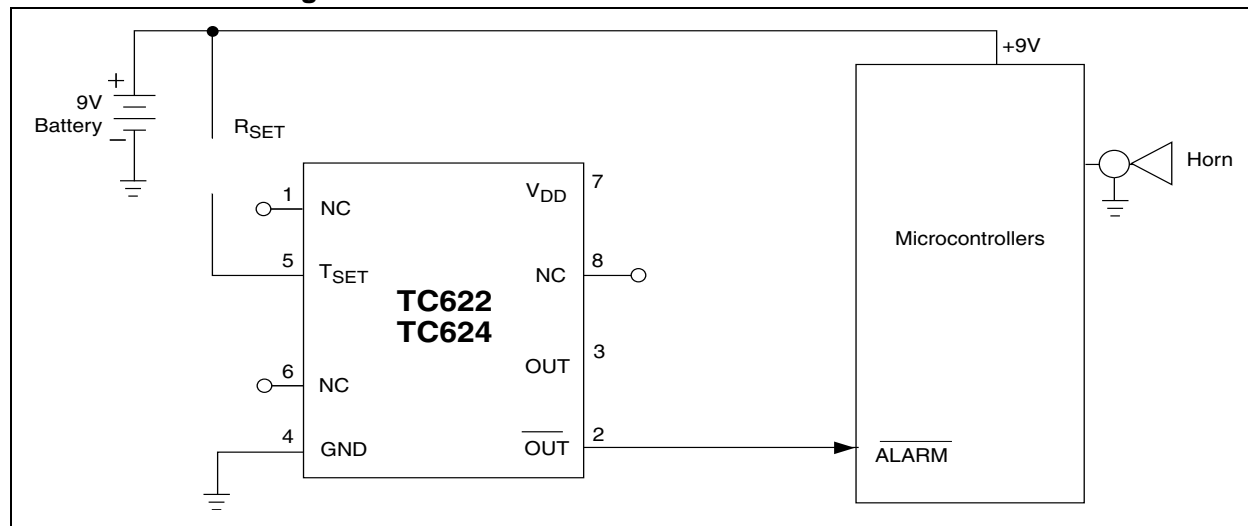 +9V
+
9V
Battery
−
RSET
1
NC
VDD
7
5
TSET
NC
8
TC622
TC624
OUT
3
6
NC
4
GND
OUT
2
Microcontrollers
ALARM
Horn